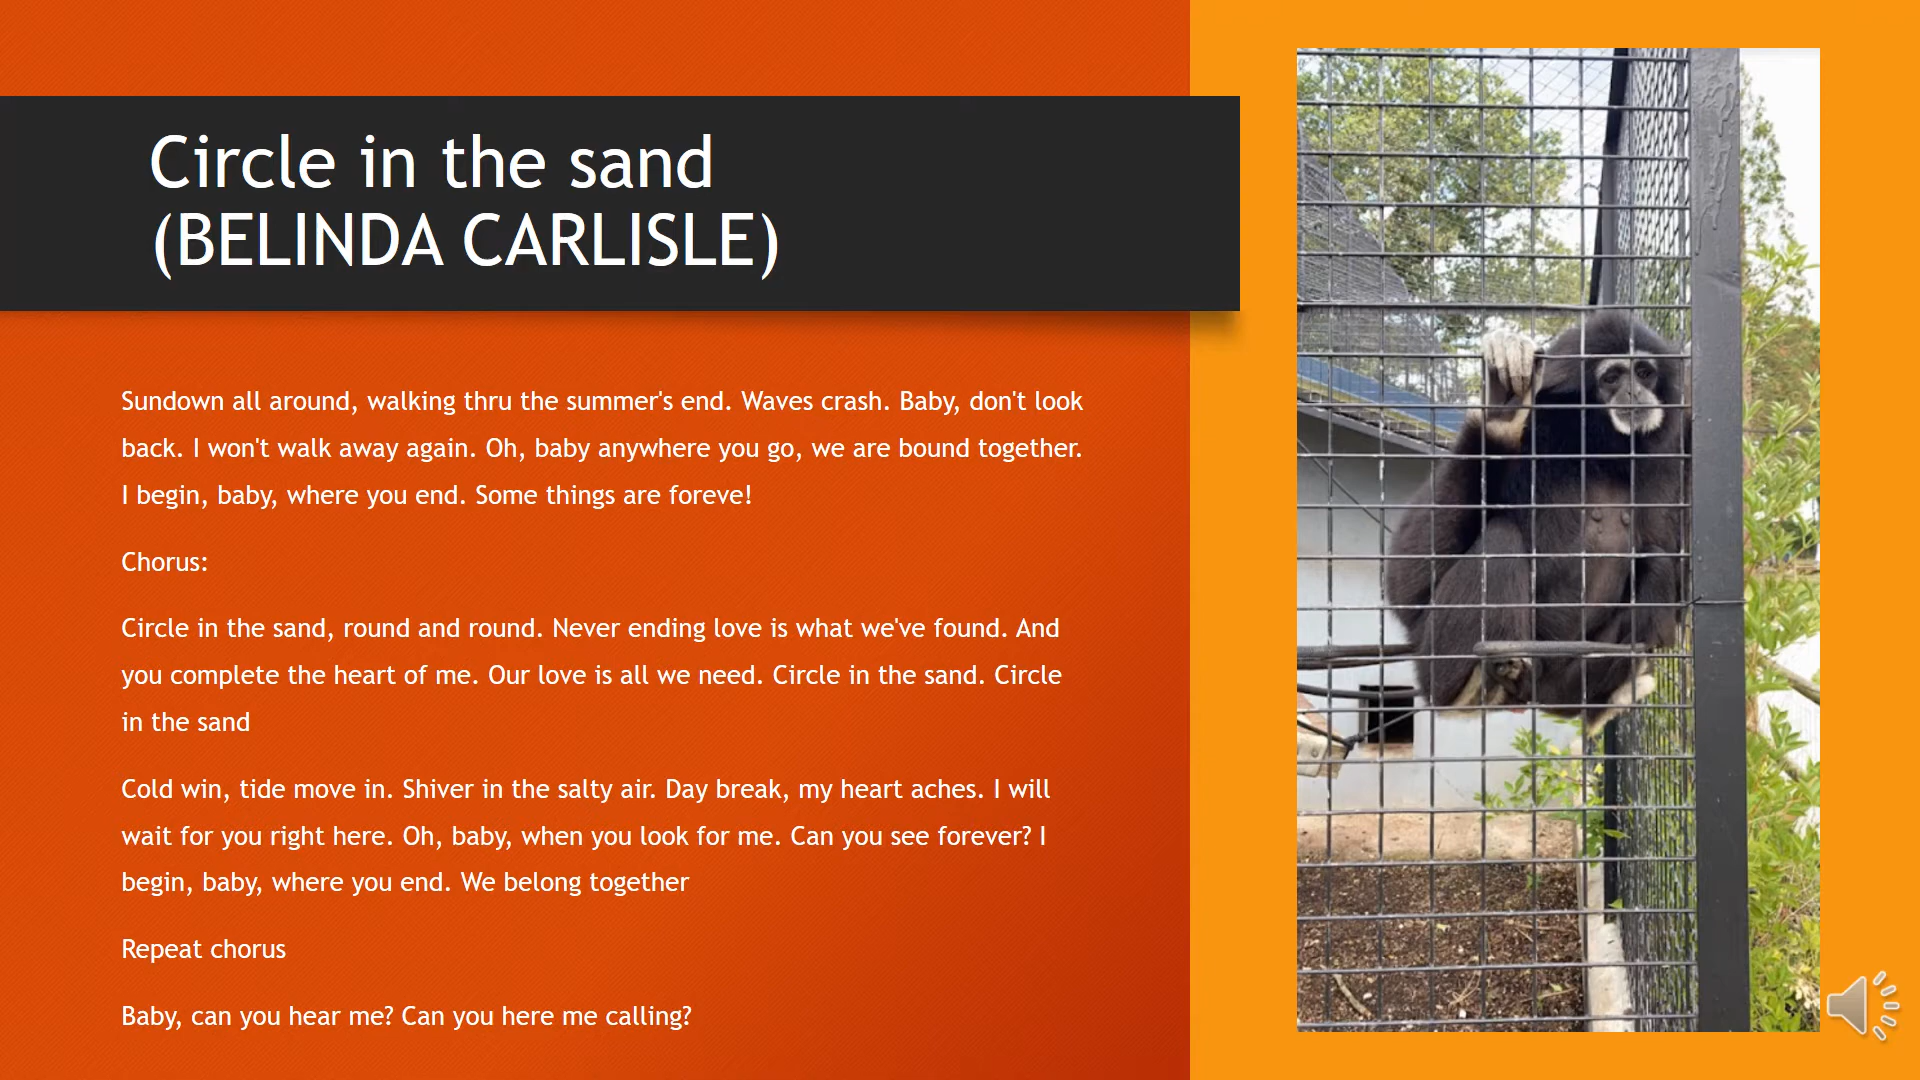 Circle in the sand
(BELINDA CARLISLE)
Sundown all around, walking thru the summer's end. Waves crash. Baby, don't look
back. I won't walk away again. Oh, baby anywhere you go, we are bound together.
I begin, baby, where you end. Some things are foreve!
Chorus:
Circle in the sand, round and round. Never ending love is what we've found. And
you complete the heart of me. Our love is all we need. Circle in the sand. Circle
in the sand
Cold win, tide move in. Shiver in the salty air. Day break, my heart aches. I will
wait for you right here. Oh, baby, when you look for me. Can you see forever? I
begin, baby, where you end. We belong together
Repeat chorus
Baby, can you hear me? Can you here me calling?